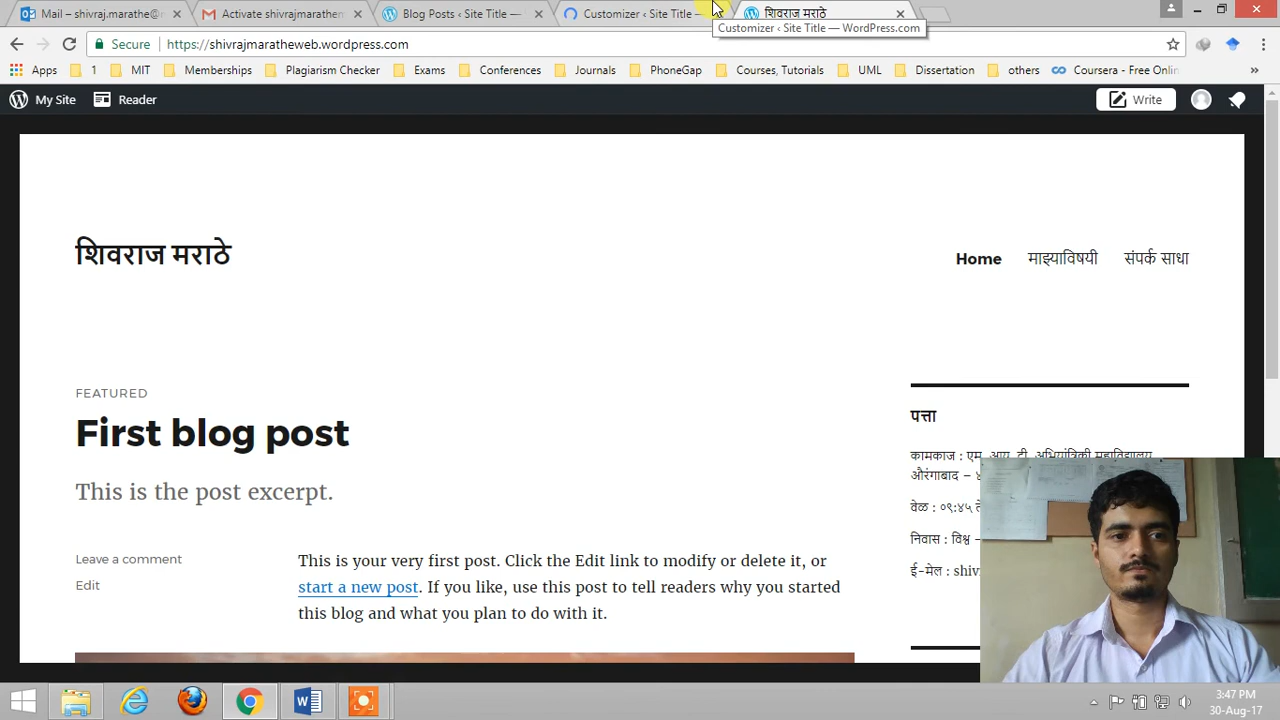 Mail – shivraj.marathe@
Activate shivrajmarathem
Blog Posts ‹ Site Title —
Customizer ‹ Site Title —
शिवराज मराठे
Customizer ‹ Site Title — WordPress.com
Secure
https://shivrajmaratheweb.wordpress.com
Apps 1 MIT Memberships Plagiarism Checker Exams Conferences Journals PhoneGap Courses, Tutorials UML Dissertation others Coursera - Free Onlin »
My Site Reader Write
शिवराज मराठे
Home माझ्याविषयी संपर्क साधा
FEATURED
First blog post
This is the post excerpt.
Leave a comment
Edit
This is your very first post. Click the Edit link to modify or delete it, or
start a new post. If you like, use this post to tell readers why you started
this blog and what you plan to do with it.
पत्ता
कामकाज : एम. आय. टी. अभियांत्रिकी महाविद्यालय,
औरंगाबाद –
वेळ : ०९:४५
निवास : विश्व –
ई-मेल : shiv
3:47 PM
30-Aug-17